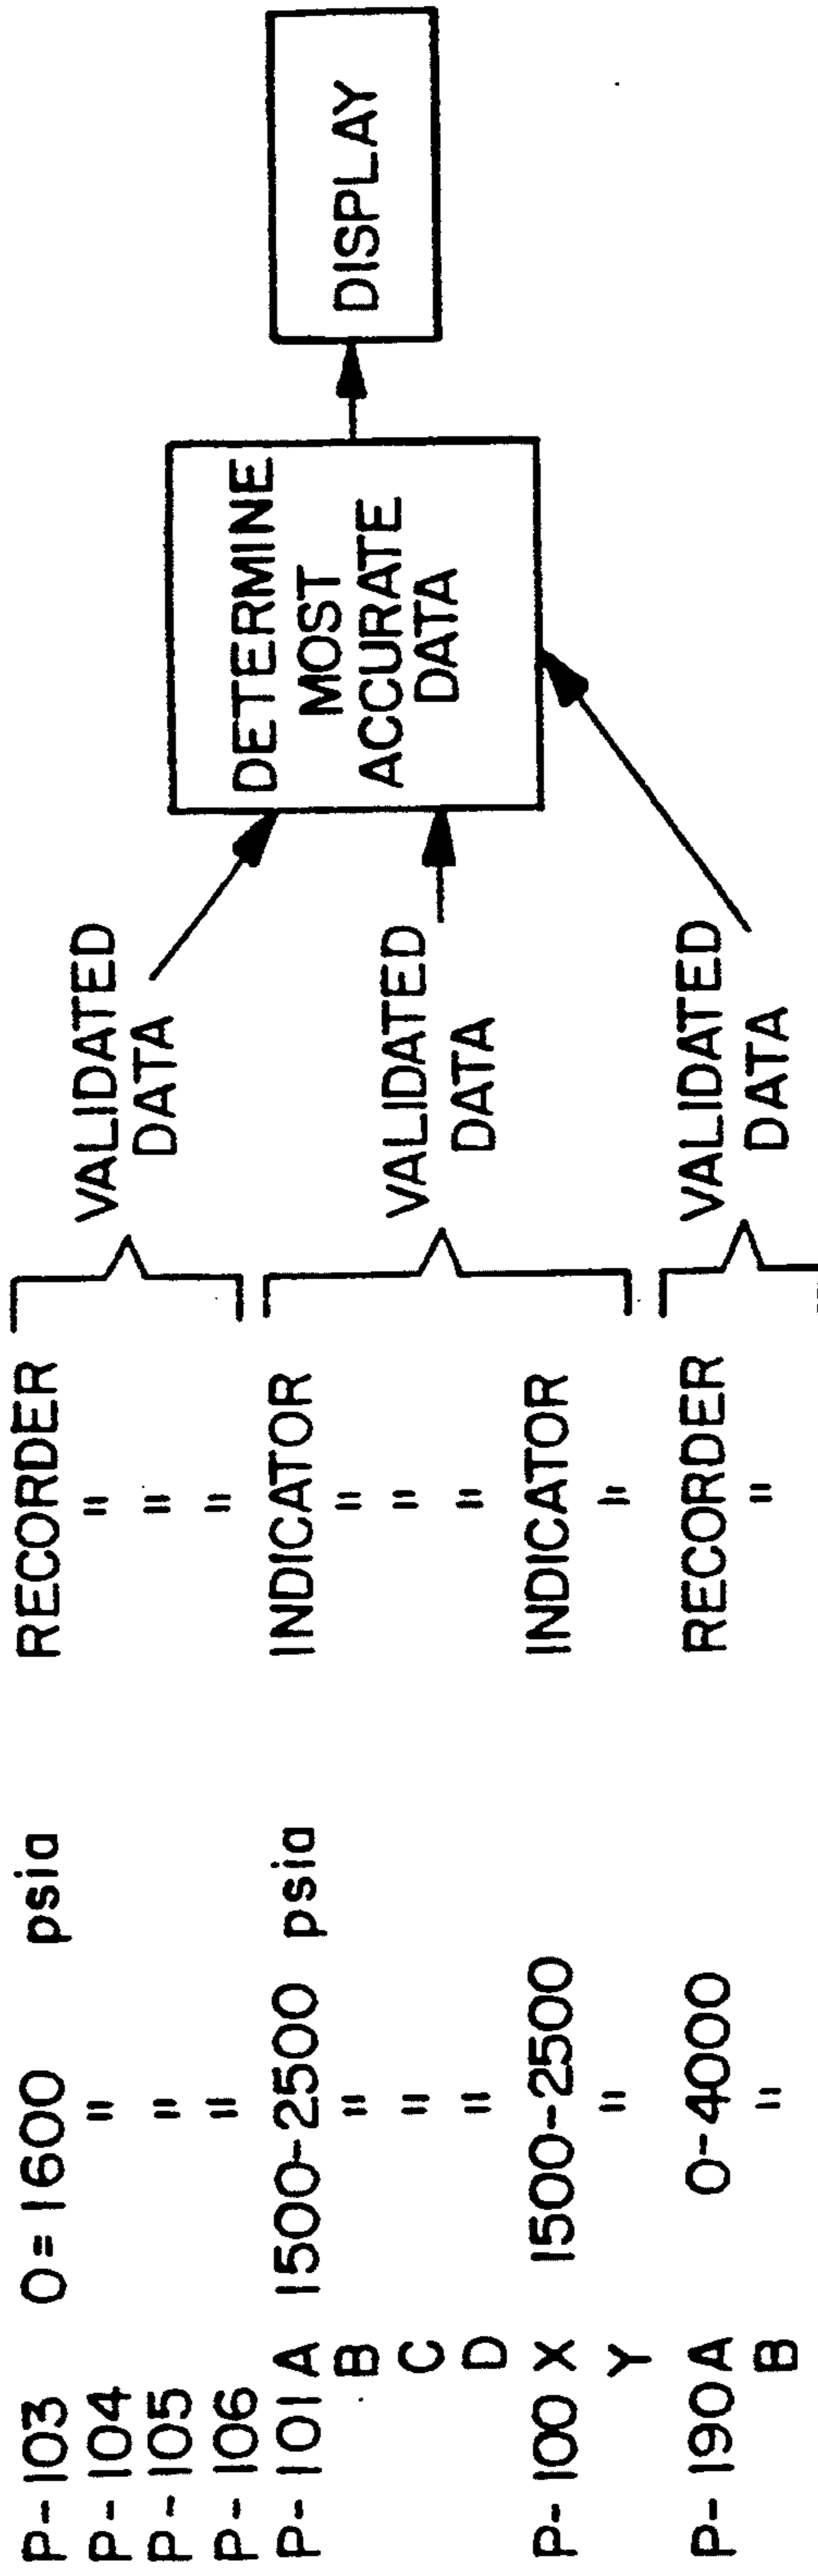 P-103 0=1600 psia RECORDER
P-104 " "
P-105 " "
P-106 " "
P-101 A 1500-2500 psia INDICATOR
B " "
C " "
D " "
P-100 X 1500-2500 INDICATOR
Y " "
P-190A 0-4000 RECORDER
B " "
VALIDATED
DATA
VALIDATED
DATA
VALIDATED
DATA
DETERMINE
MOST
ACCURATE
DATA
DISPLAY